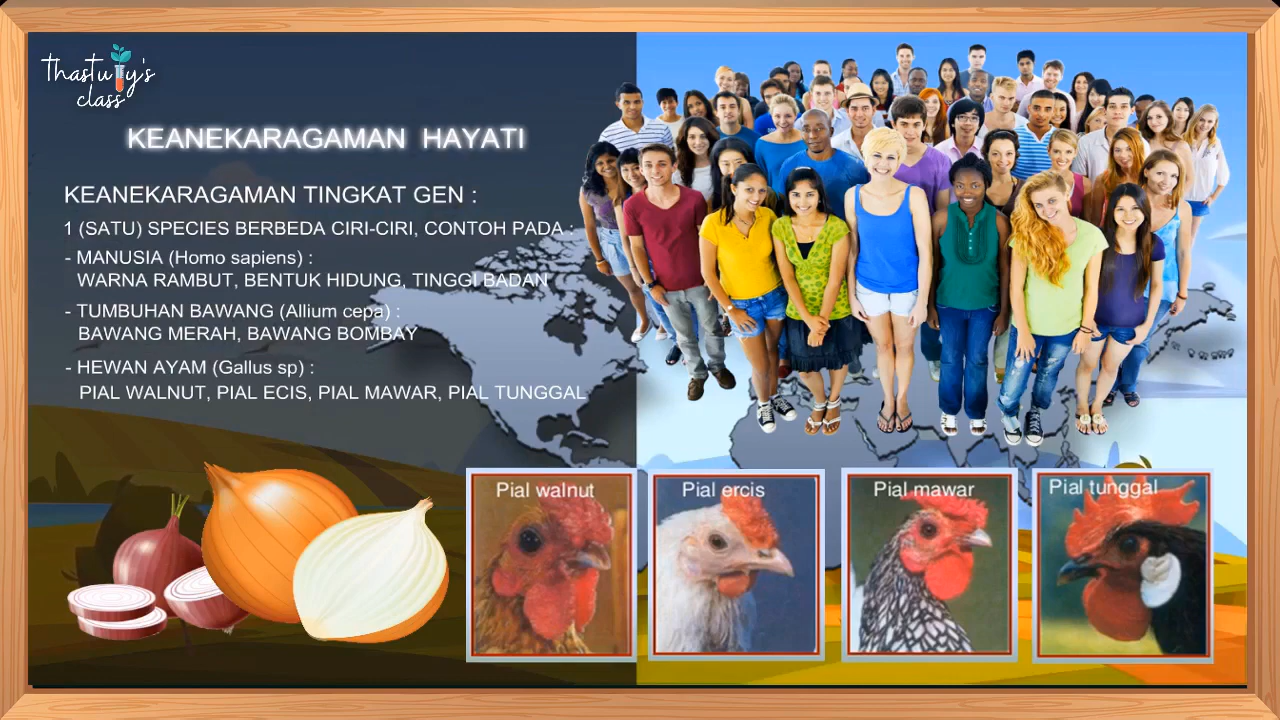 thastuty's
class
KEANEKARAGAMAN HAYATI
KEANEKARAGAMAN TINGKAT GEN :
1 (SATU) SPECIES BERBEDA CIRI-CIRI, CONTOH PADA :
- MANUSIA (Homo sapiens) :
WARNA RAMBUT, BENTUK HIDUNG, TINGGI BADAN
- TUMBUHAN BAWANG (Allium cepa) :
BAWANG MERAH, BAWANG BOMBAY
- HEWAN AYAM (Gallus sp) :
PIAL WALNUT, PIAL ECIS, PIAL MAWAR, PIAL TUNGGAL
Pial walnut
Pial ercis
Pial mawar
Pial tunggal